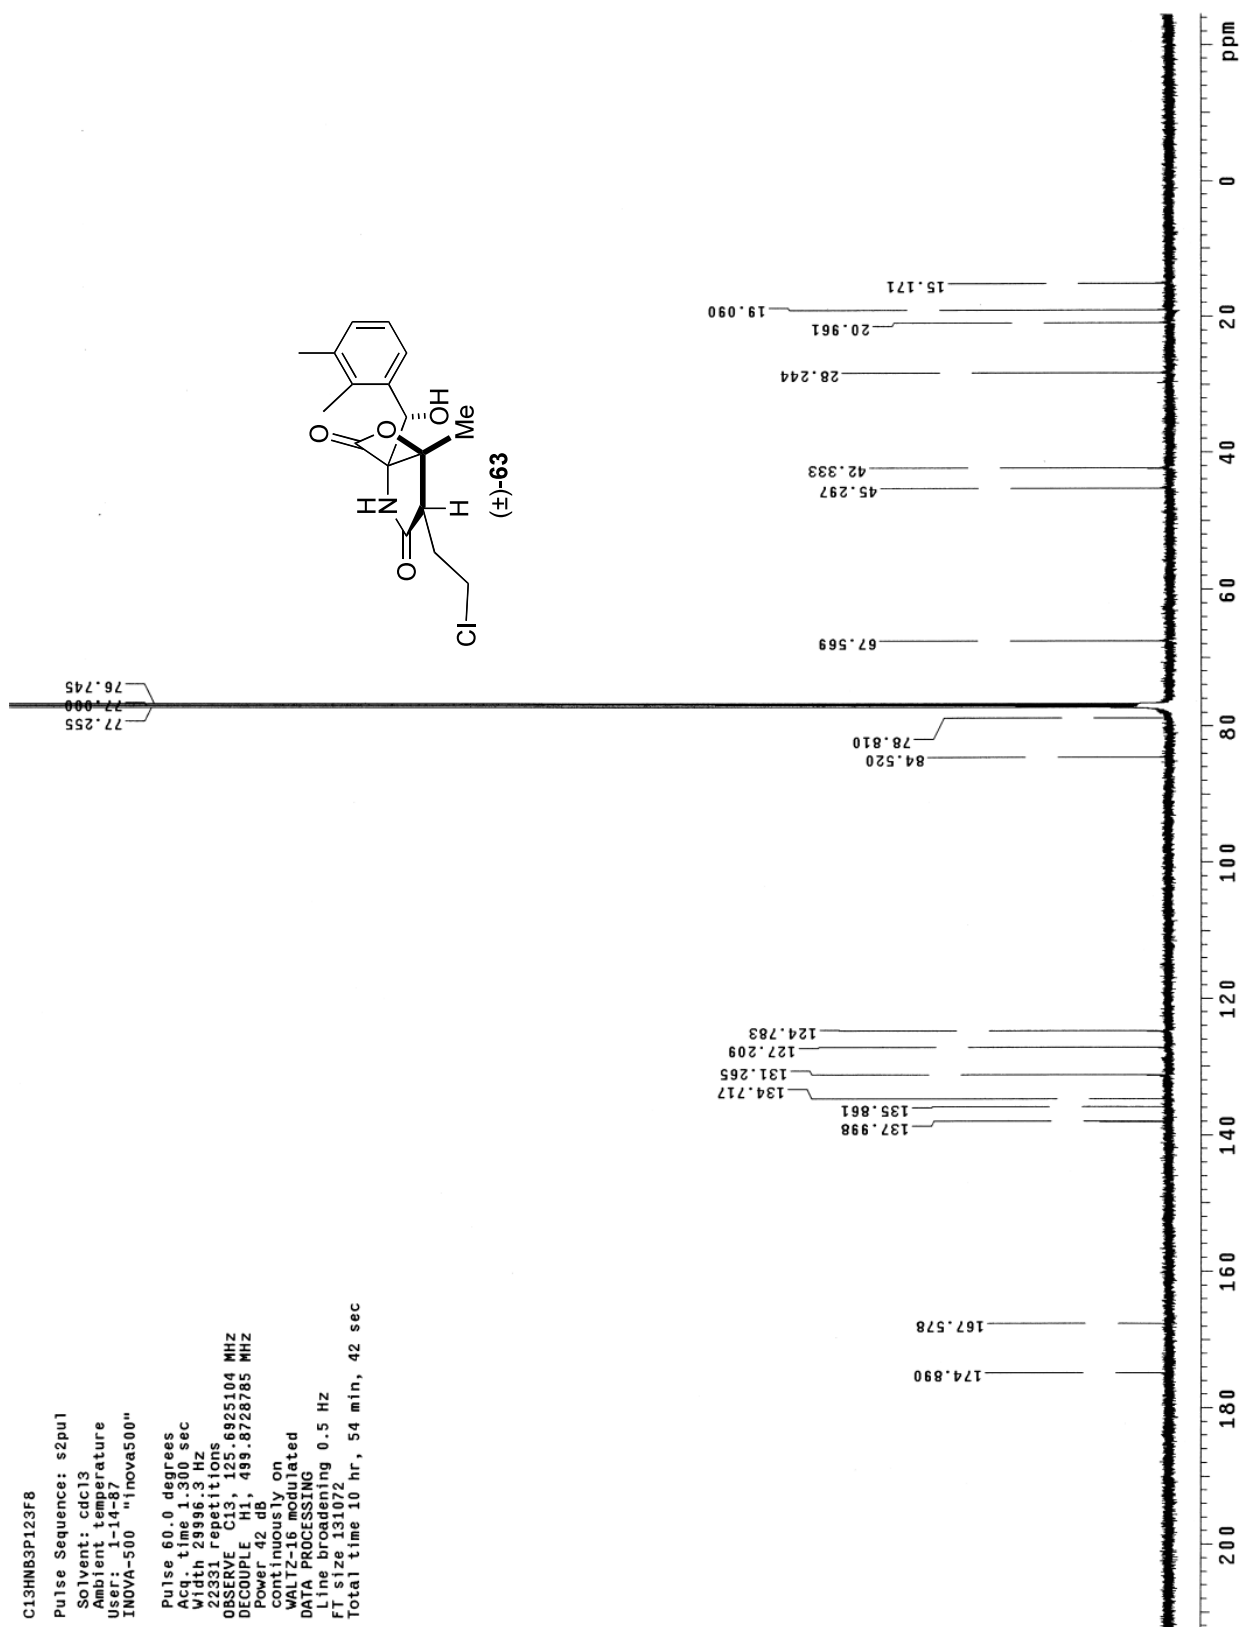 C13HNB3P123F8
Pulse Sequence: s2pul
Solvent: cdcl3
Ambient temperature
User: 1-14-87
INOVA-500 "inova500"
Pulse 60.0 degrees
Acq. time 1.300 sec
Width 29996.3 Hz
22331 repetitions
OBSERVE C13, 125.6925104 MHz
DECOUPLE H1, 499.8728785 MHz
Power 42 dB
continuously on
WALTZ-16 modulated
DATA PROCESSING
Line broadening 0.5 Hz
FT size 131072
Total time 10 hr, 54 min, 42 sec
174.890
167.578
137.998
135.861
134.717
131.265
127.209
124.783
84.520
78.810
77.255
77.000
76.745
67.569
45.297
42.333
28.244
20.961
19.090
15.171
Cl
O
H
N
H
O
O
OH
Me
(±)-63
200
180
160
140
120
100
80
60
40
20
0
ppm